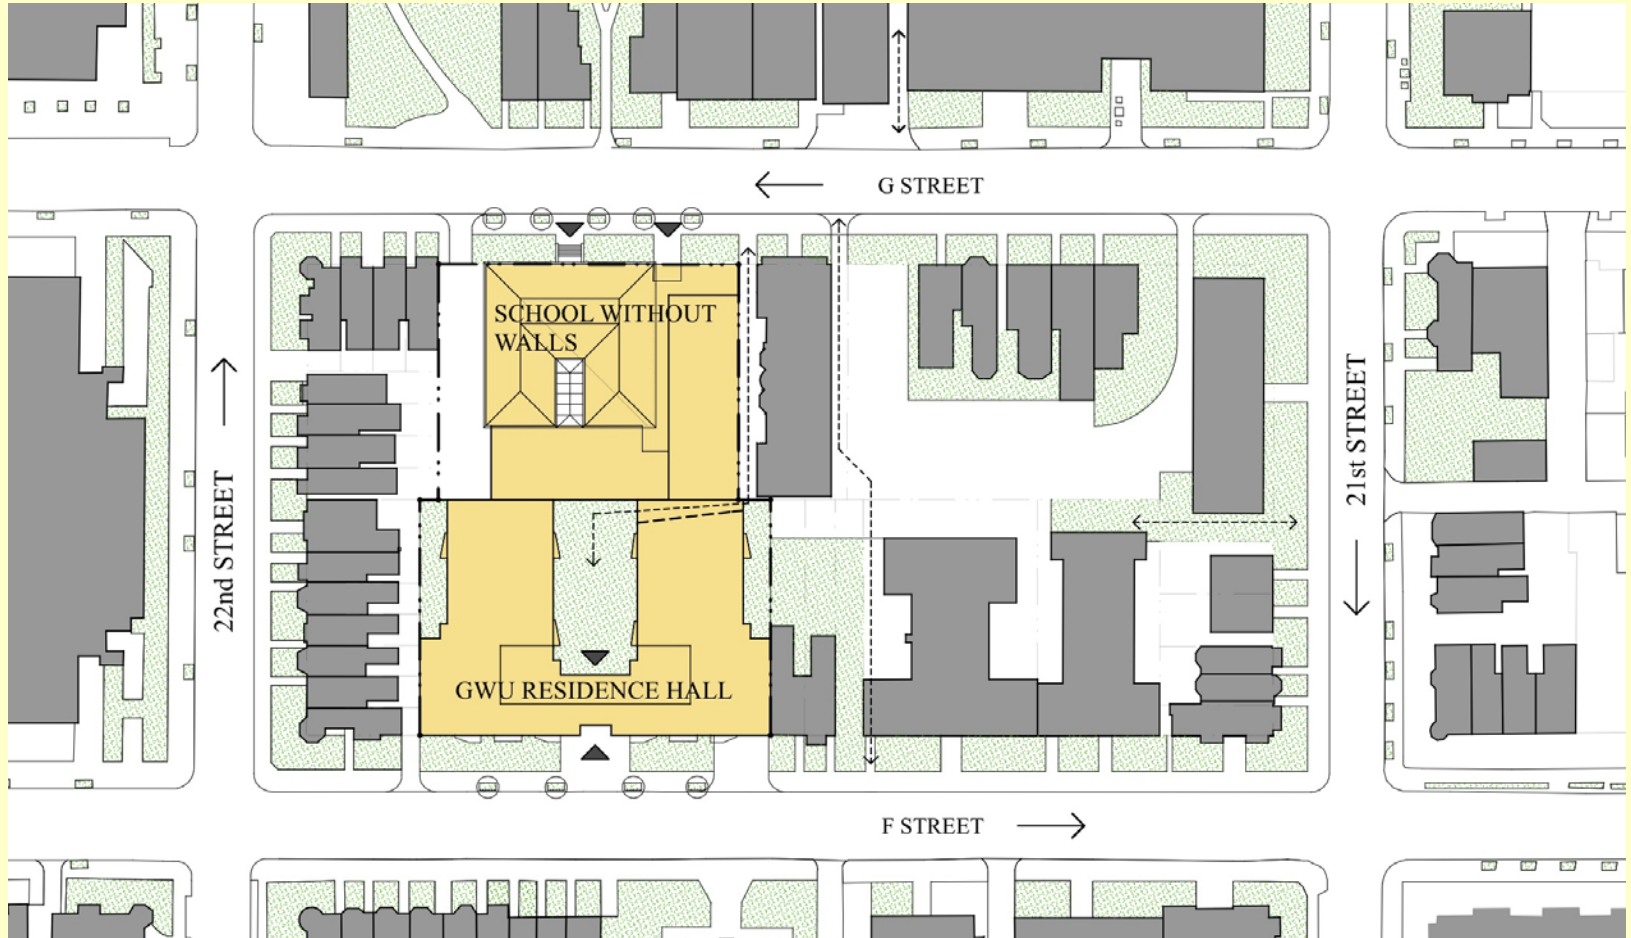 G STREET
SCHOOL WITHOUT
WALLS
22nd STREET
21st STREET
GWU RESIDENCE HALL
F STREET